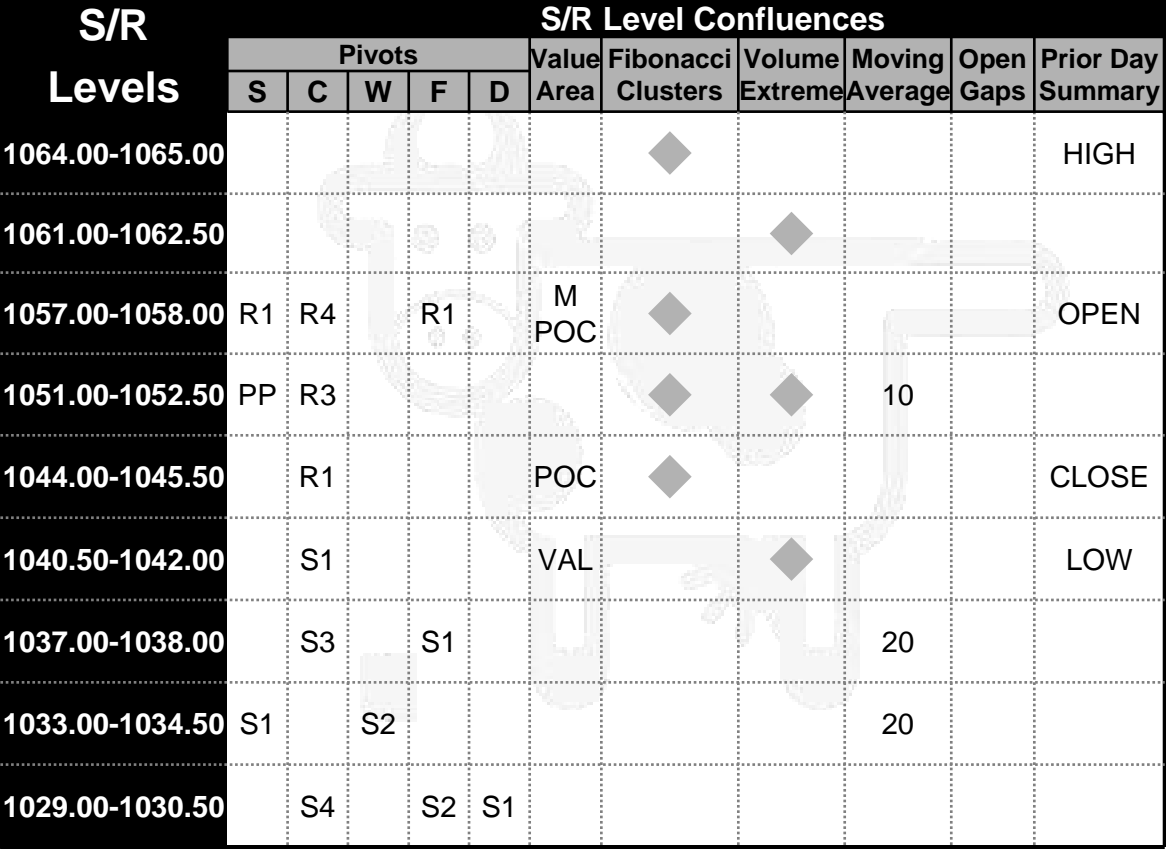 S/R Levels
S/R Level Confluences
Pivots
Value Area
Fibonacci Clusters
Volume Extreme
Moving Average
Open Gaps
Prior Day Summary
S C W F D
1064.00-1065.00 HIGH
1061.00-1062.50
1057.00-1058.00 R1 R4 R1 M POC OPEN
1051.00-1052.50 PP R3 10
1044.00-1045.50 R1 POC CLOSE
1040.50-1042.00 S1 VAL LOW
1037.00-1038.00 S3 S1 20
1033.00-1034.50 S1 S2 20
1029.00-1030.50 S4 S2 S1